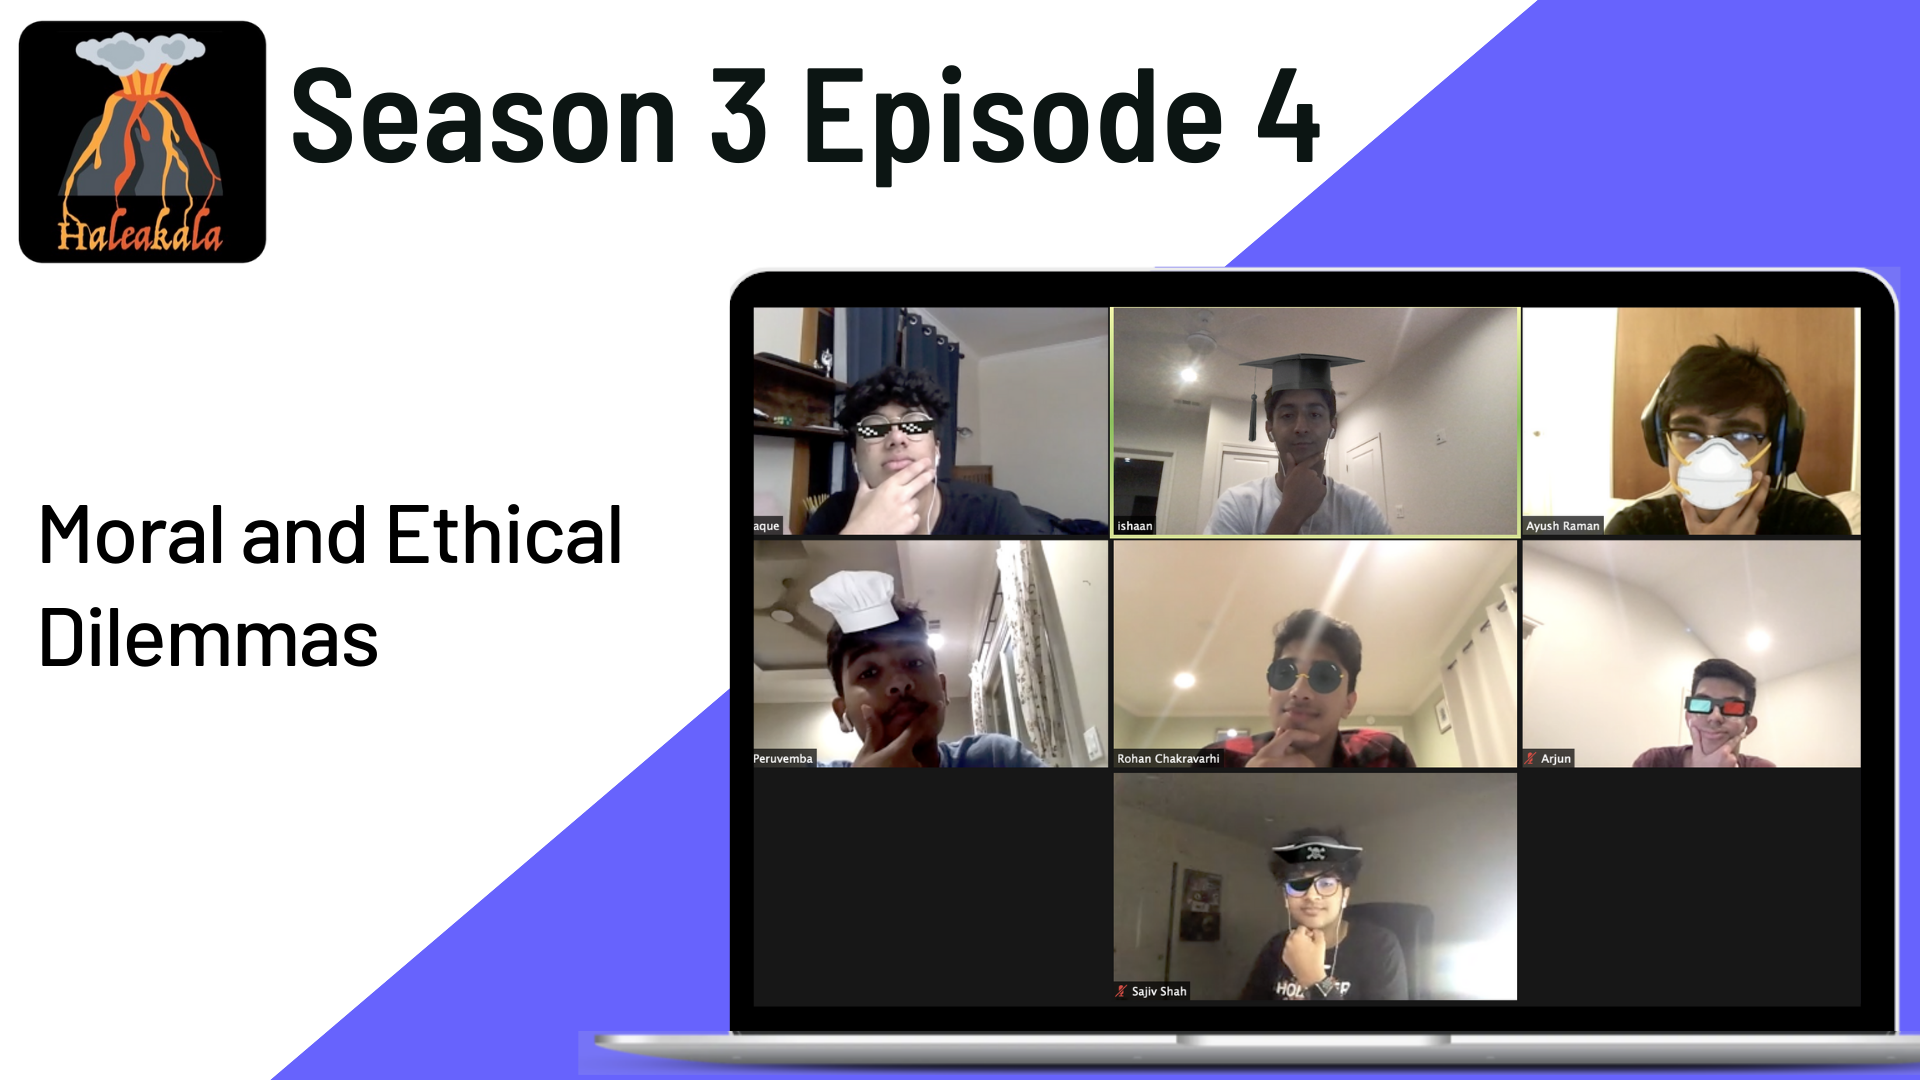 Haleakala
Season 3 Episode 4
Moral and Ethical
Dilemmas
aque
ishaan
Ayush Raman
Peruvemba
Rohan Chakravarhi
Arjun
Sajiv Shah